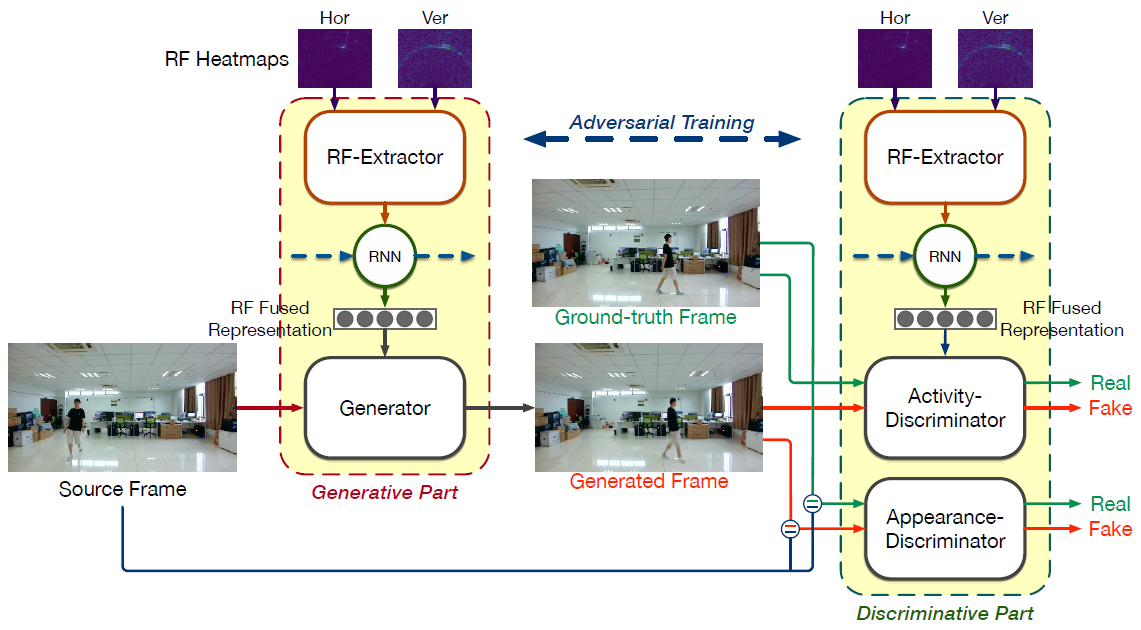 Hor
Ver
Hor
Ver
RF Heatmaps
Adversarial Training
RF-Extractor
RF-Extractor
RNN
RNN
RF Fused
Representation
RF Fused
Representation
Ground-truth Frame
Generator
Activity-
Discriminator
Real
Fake
Source Frame
Generative Part
Generated Frame
Appearance-
Discriminator
Real
Fake
Discriminative Part